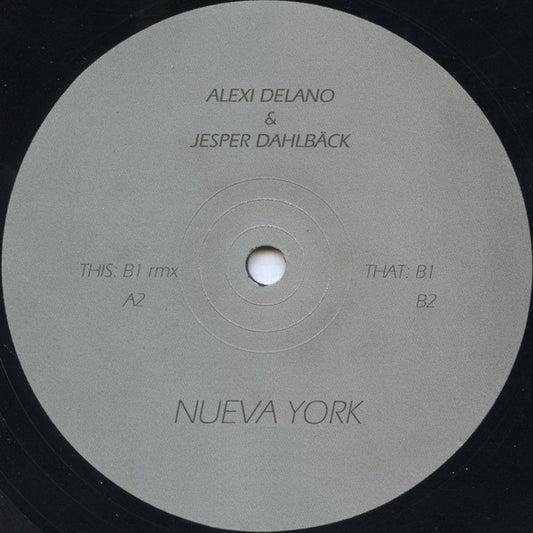 ALEXI DELANO
&
JESPER DAHLBÄCK
THIS: B1 rmx
A2
THAT: B1
B2
NUEVA YORK